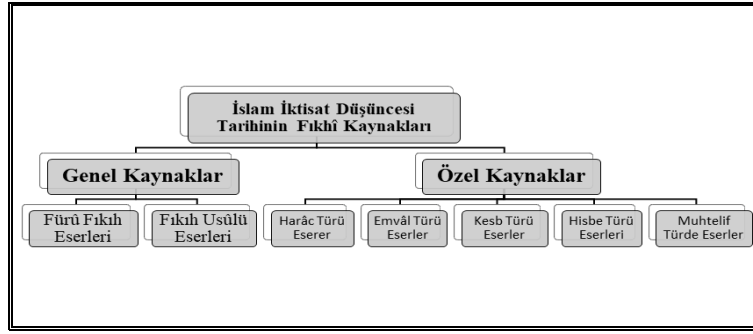 İslam İktisat Düşüncesi
Tarihinin Fıkhî Kaynakları
Genel Kaynaklar
Özel Kaynaklar
Fürû Fıkıh
Eserleri
Fıkıh Usûlü
Eserleri
Harâc Türü
Eserer
Emvâl Türü
Eserler
Kesb Türü
Eserler
Hisbe Türü
Eserleri
Muhtelif
Türde Eserler